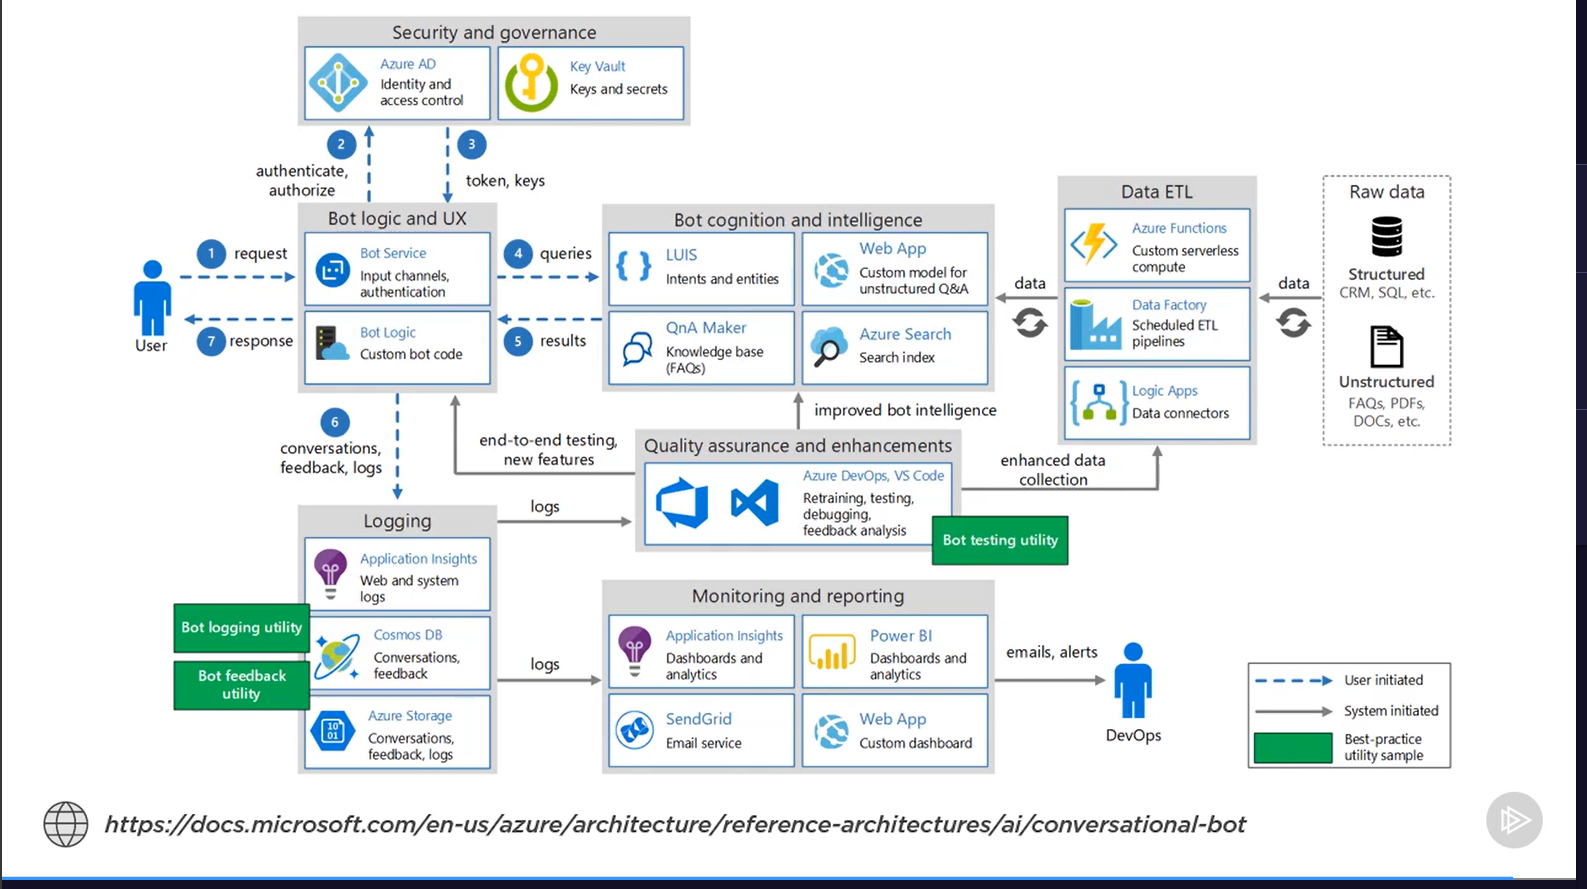 Security and governance
Azure AD
Identity and
access control
Key Vault
Keys and secrets
2
authenticate,
authorize
3
token, keys
Bot logic and UX
Bot Service
Input channels,
authentication
Bot Logic
Custom bot code
1
request
7
response
User
4
queries
5
results
Bot cognition and intelligence
LUIS
Intents and entities
Web App
Custom model for
unstructured Q&A
QnA Maker
Knowledge base
(FAQs)
Azure Search
Search index
data
Data ETL
Azure Functions
Custom serverless
compute
Data Factory
Scheduled ETL
pipelines
Logic Apps
Data connectors
data
Raw data
Structured
CRM, SQL, etc.
Unstructured
FAQs, PDFs,
DOCs, etc.
6
conversations,
feedback, logs
end-to-end testing,
new features
improved bot intelligence
Quality assurance and enhancements
Azure DevOps, VS Code
Retraining, testing,
debugging,
feedback analysis
enhanced data
collection
Bot testing utility
Logging
logs
Application Insights
Web and system
logs
Cosmos DB
Conversations,
feedback
Azure Storage
10
01
Conversations,
feedback, logs
Bot logging utility
Bot feedback
utility
logs
Monitoring and reporting
Application Insights
Dashboards and
analytics
Power BI
Dashboards and
analytics
SendGrid
Email service
Web App
Custom dashboard
emails, alerts
DevOps
User initiated
System initiated
Best-practice
utility sample
https://docs.microsoft.com/en-us/azure/architecture/reference-architectures/ai/conversational-bot